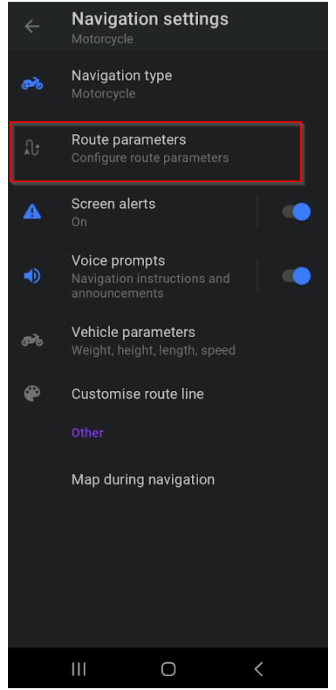 Navigation settings
Motorcycle
Navigation type
Motorcycle
Route parameters
Configure route parameters
Screen alerts
On
Voice prompts
Navigation instructions and
announcements
Vehicle parameters
Weight, height, length, speed
Customise route line
Other
Map during navigation